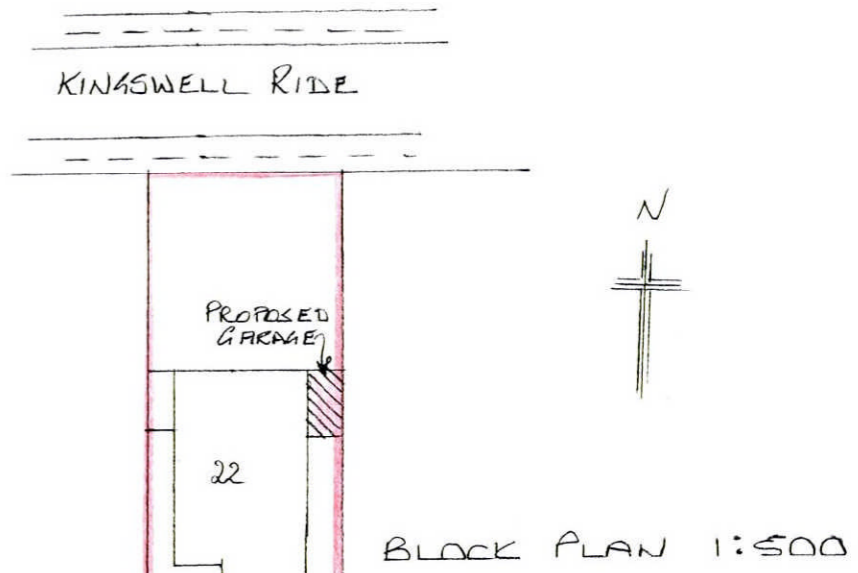 KINGSWELL RIDE
N
PROPOSED
GARAGE
22
BLOCK PLAN 1:500